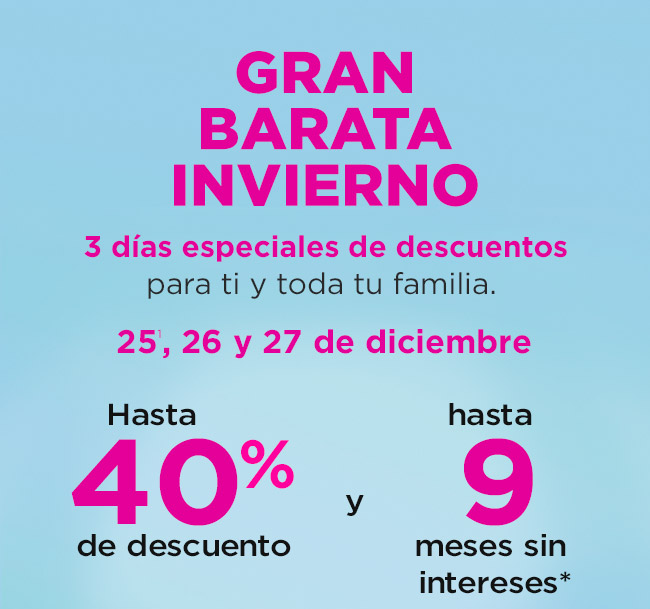 GRAN
BARATA
INVIERNO
3 días especiales de descuentos
para ti y toda tu familia.
25¹, 26 y 27 de diciembre
Hasta
40%
de descuento
y
hasta
9
meses sin
intereses*